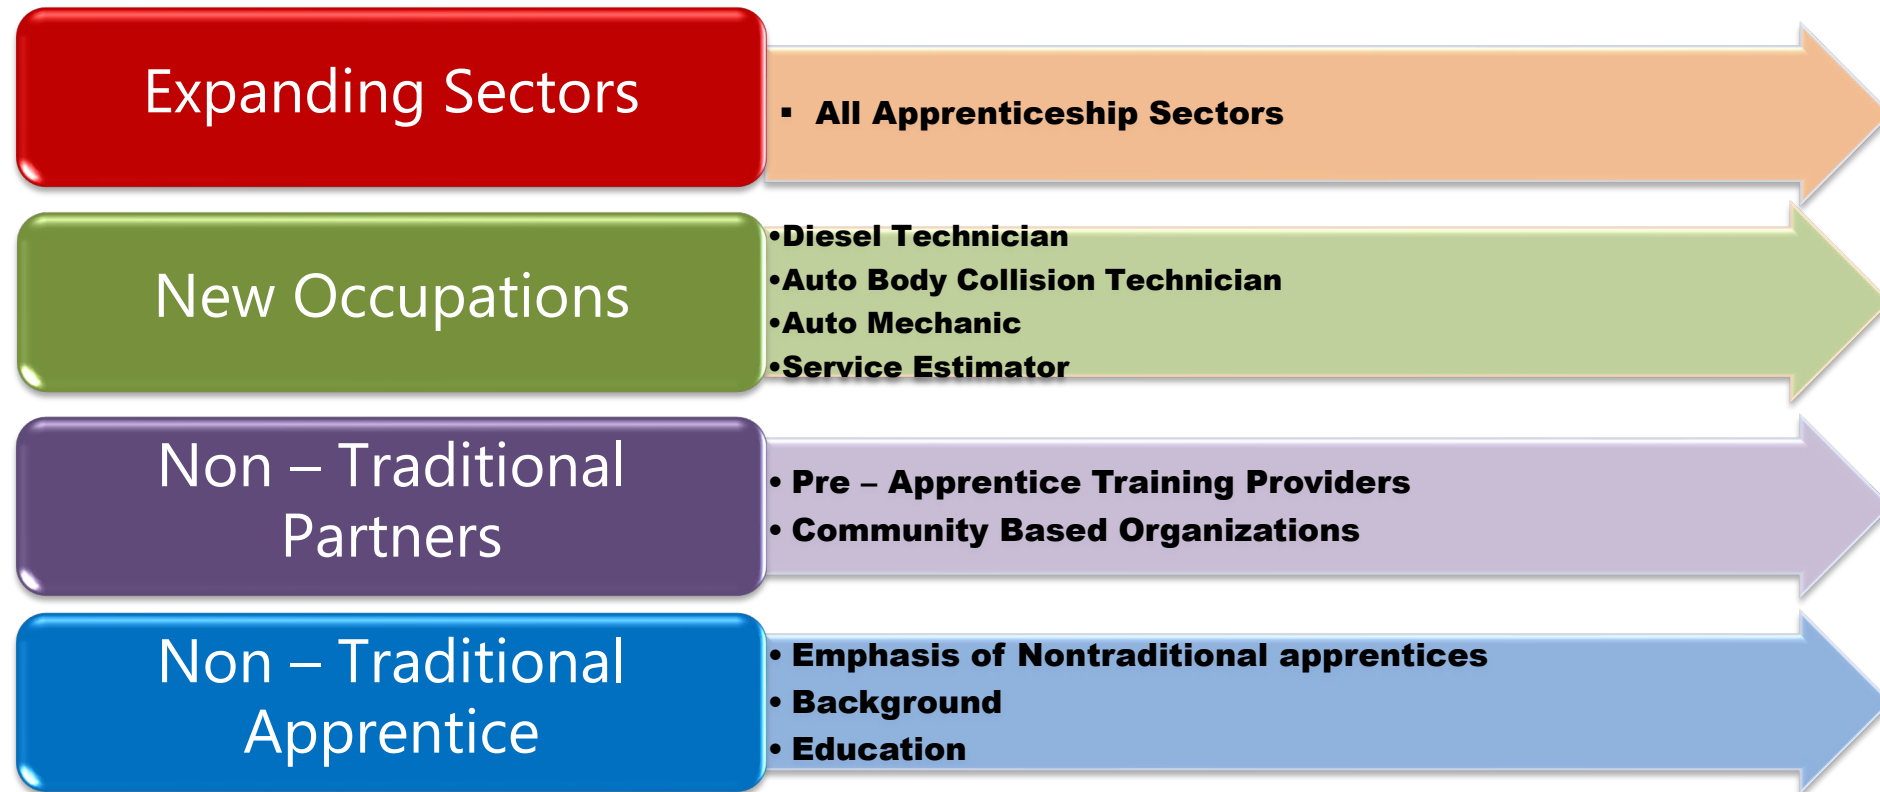 Expanding Sectors
▪ All Apprenticeship Sectors
New Occupations
•Diesel Technician
•Auto Body Collision Technician
•Auto Mechanic
•Service Estimator
Non – Traditional
Partners
• Pre – Apprentice Training Providers
• Community Based Organizations
Non – Traditional
Apprentice
• Emphasis of Nontraditional apprentices
• Background
• Education